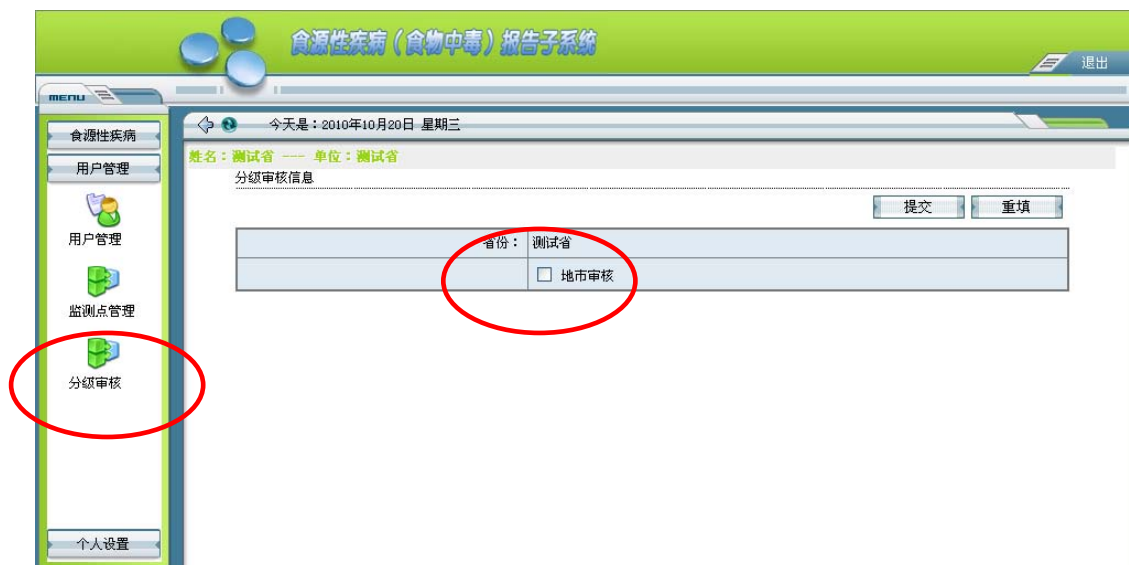 食源性疾病（食物中毒）报告子系统
退出
MENU
今天是：2010年10月20日 星期三
食源性疾病
用户管理
用户管理
监测点管理
分级审核
个人设置
姓名：测试省 --- 单位：测试省
分级审核信息
提交 重填
省份： 测试省
地市审核